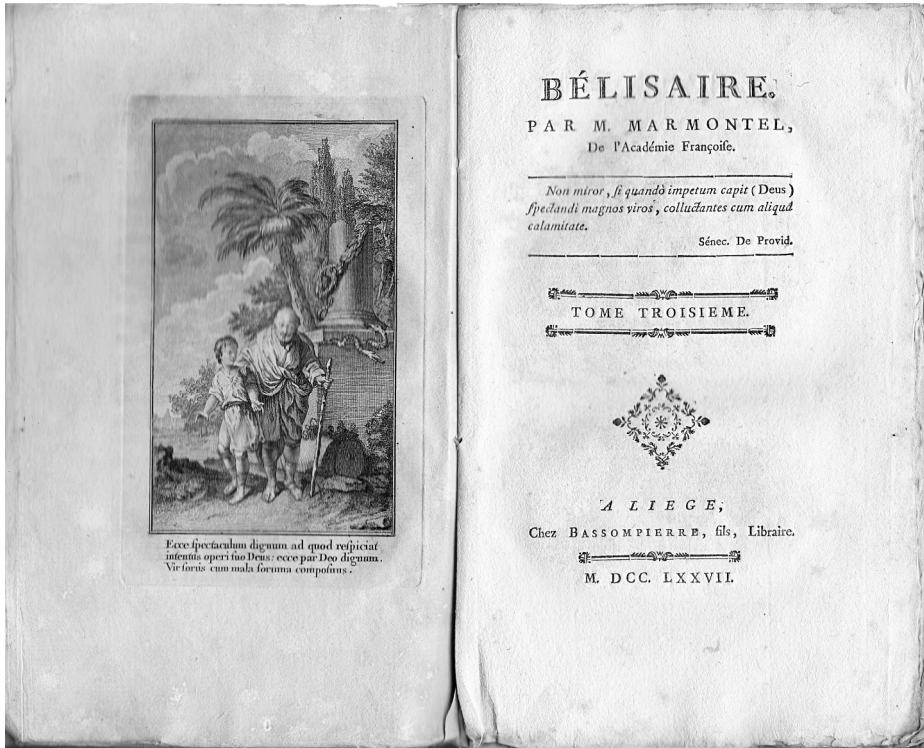 Ecce ſpectaculum dignum ad quod reſpiciat
intentus operi ſuo Deus: ecce par Deo dignum.
Vir fortis cum mala fortuna compoſitus.
BÉLISAIRE.
PAR M. MARMONTEL,
De l'Académie Françoiſe.
Non miror, ſi quandò impetum capit (Deus)
ſpectandi magnos viros, colluctantes cum aliquâ
calamitate.
Sénec. De Provid.
TOME TROISIEME.
A LIEGE,
Chez BASSOMPIERRE, fils, Libraire.
M. DCC. LXXVII.